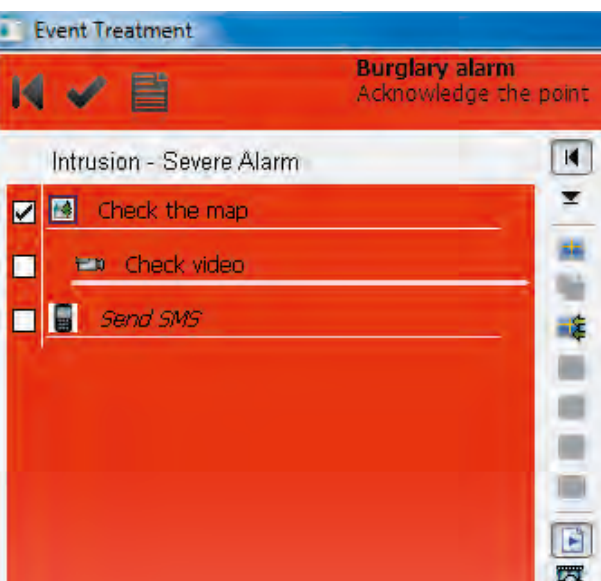 Event Treatment
Burglary alarm
Acknowledge the point
Intrusion - Severe Alarm
Check the map
Check video
Send SMS